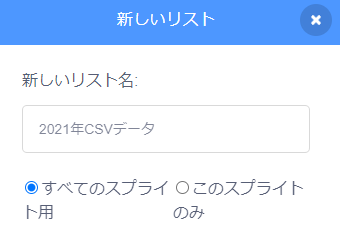 新しいリスト
新しいリスト名:
2021年CSVデータ
すべてのスプライ このスプライト
ト用 のみ